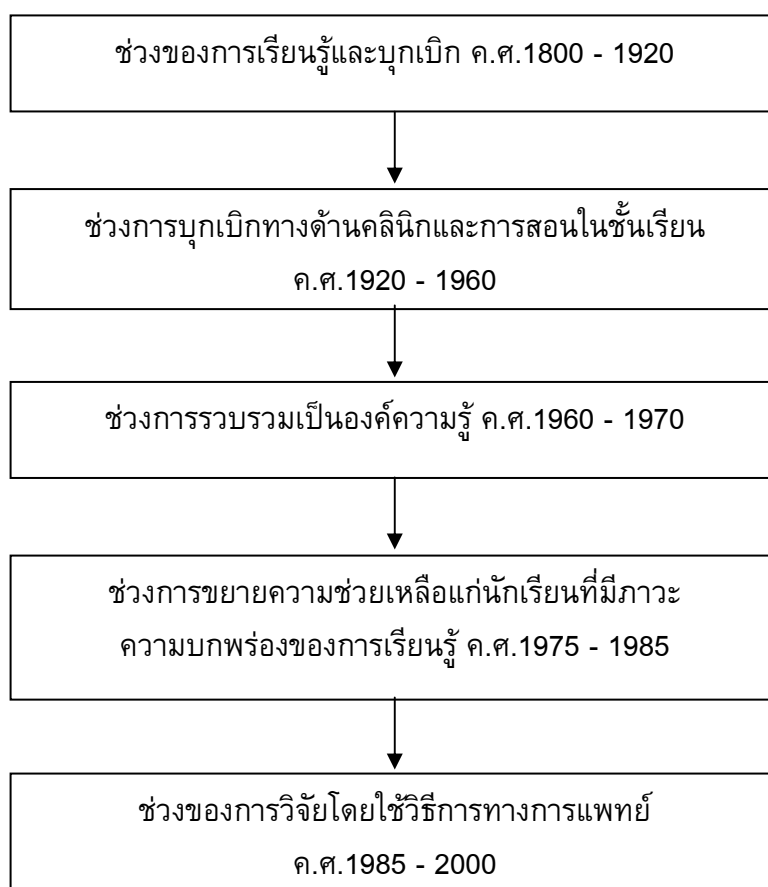 ช่วงของการเรียนรู้และบุกเบิก ค.ศ.1800 - 1920
ช่วงการบุกเบิกทางด้านคลินิกและการสอนในชั้นเรียน
ค.ศ.1920 - 1960
ช่วงการรวบรวมเป็นองค์ความรู้ ค.ศ.1960 - 1970
ช่วงการขยายความช่วยเหลือแก่นักเรียนที่มีภาวะ
ความบกพร่องของการเรียนรู้ ค.ศ.1975 - 1985
ช่วงของการวิจัยโดยใช้วิธีการทางการแพทย์
ค.ศ.1985 - 2000